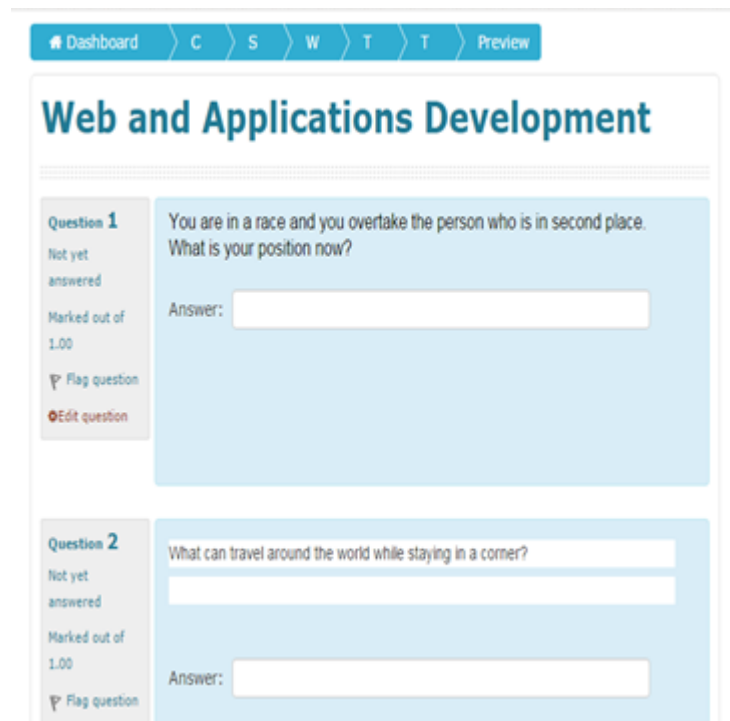 Dashboard C S W T T Preview
Web and Applications Development
Question 1
Not yet
answered
Marked out of
1.00
Flag question
Edit question
You are in a race and you overtake the person who is in second place.
What is your position now?
Answer:
Question 2
Not yet
answered
Marked out of
1.00
Flag question
What can travel around the world while staying in a corner?
Answer: